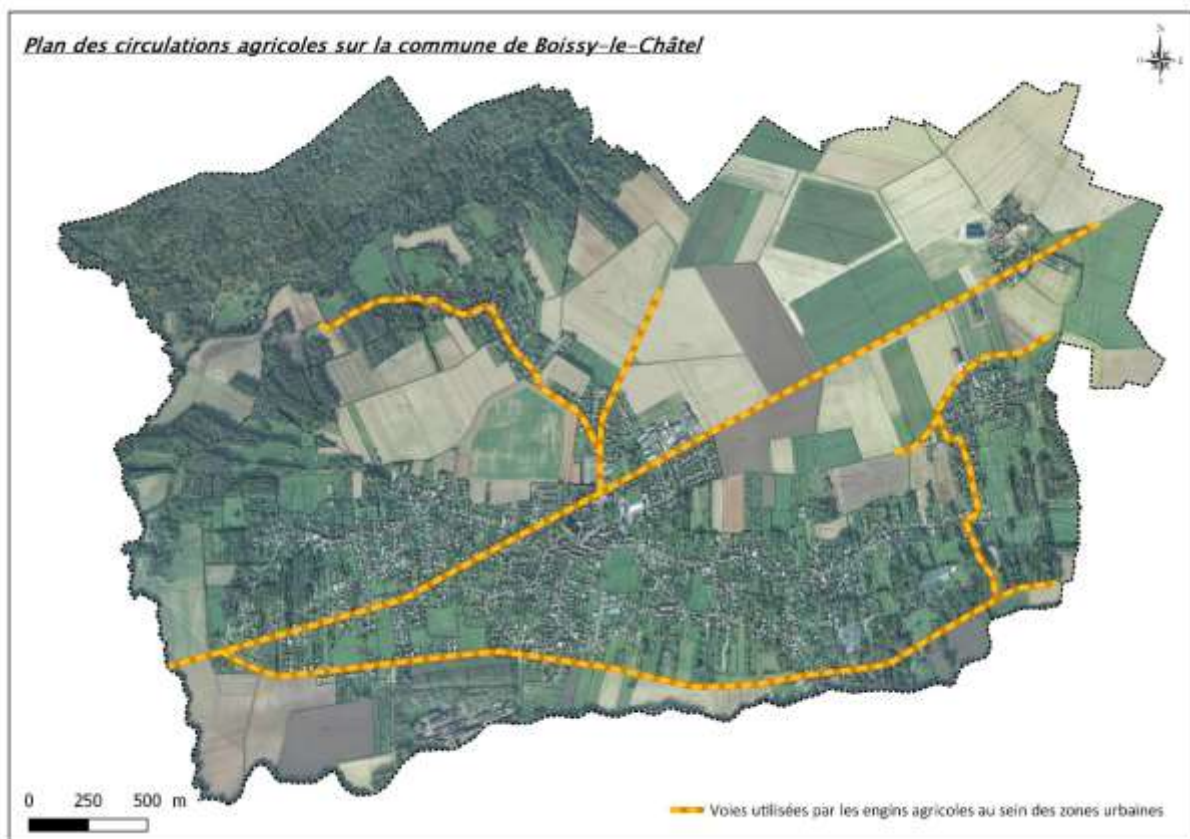 Plan des circulations agricoles sur la commune de Boissy-le-Châtel
N
O E
S
0 250 500 m
Voies utilisées par les engins agricoles au sein des zones urbaines